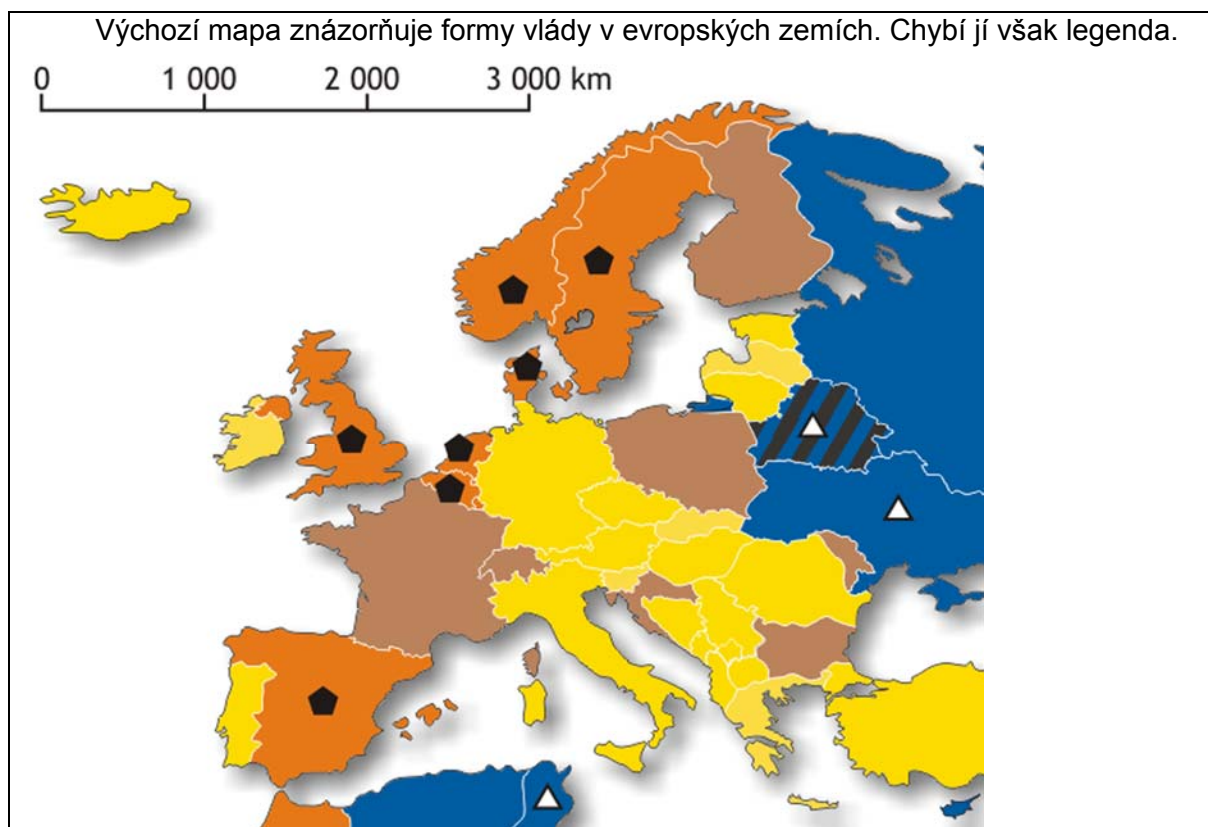 Výchozí mapa znázorňuje formy vlády v evropských zemích. Chybí jí však legenda.
0 1 000 2 000 3 000 km